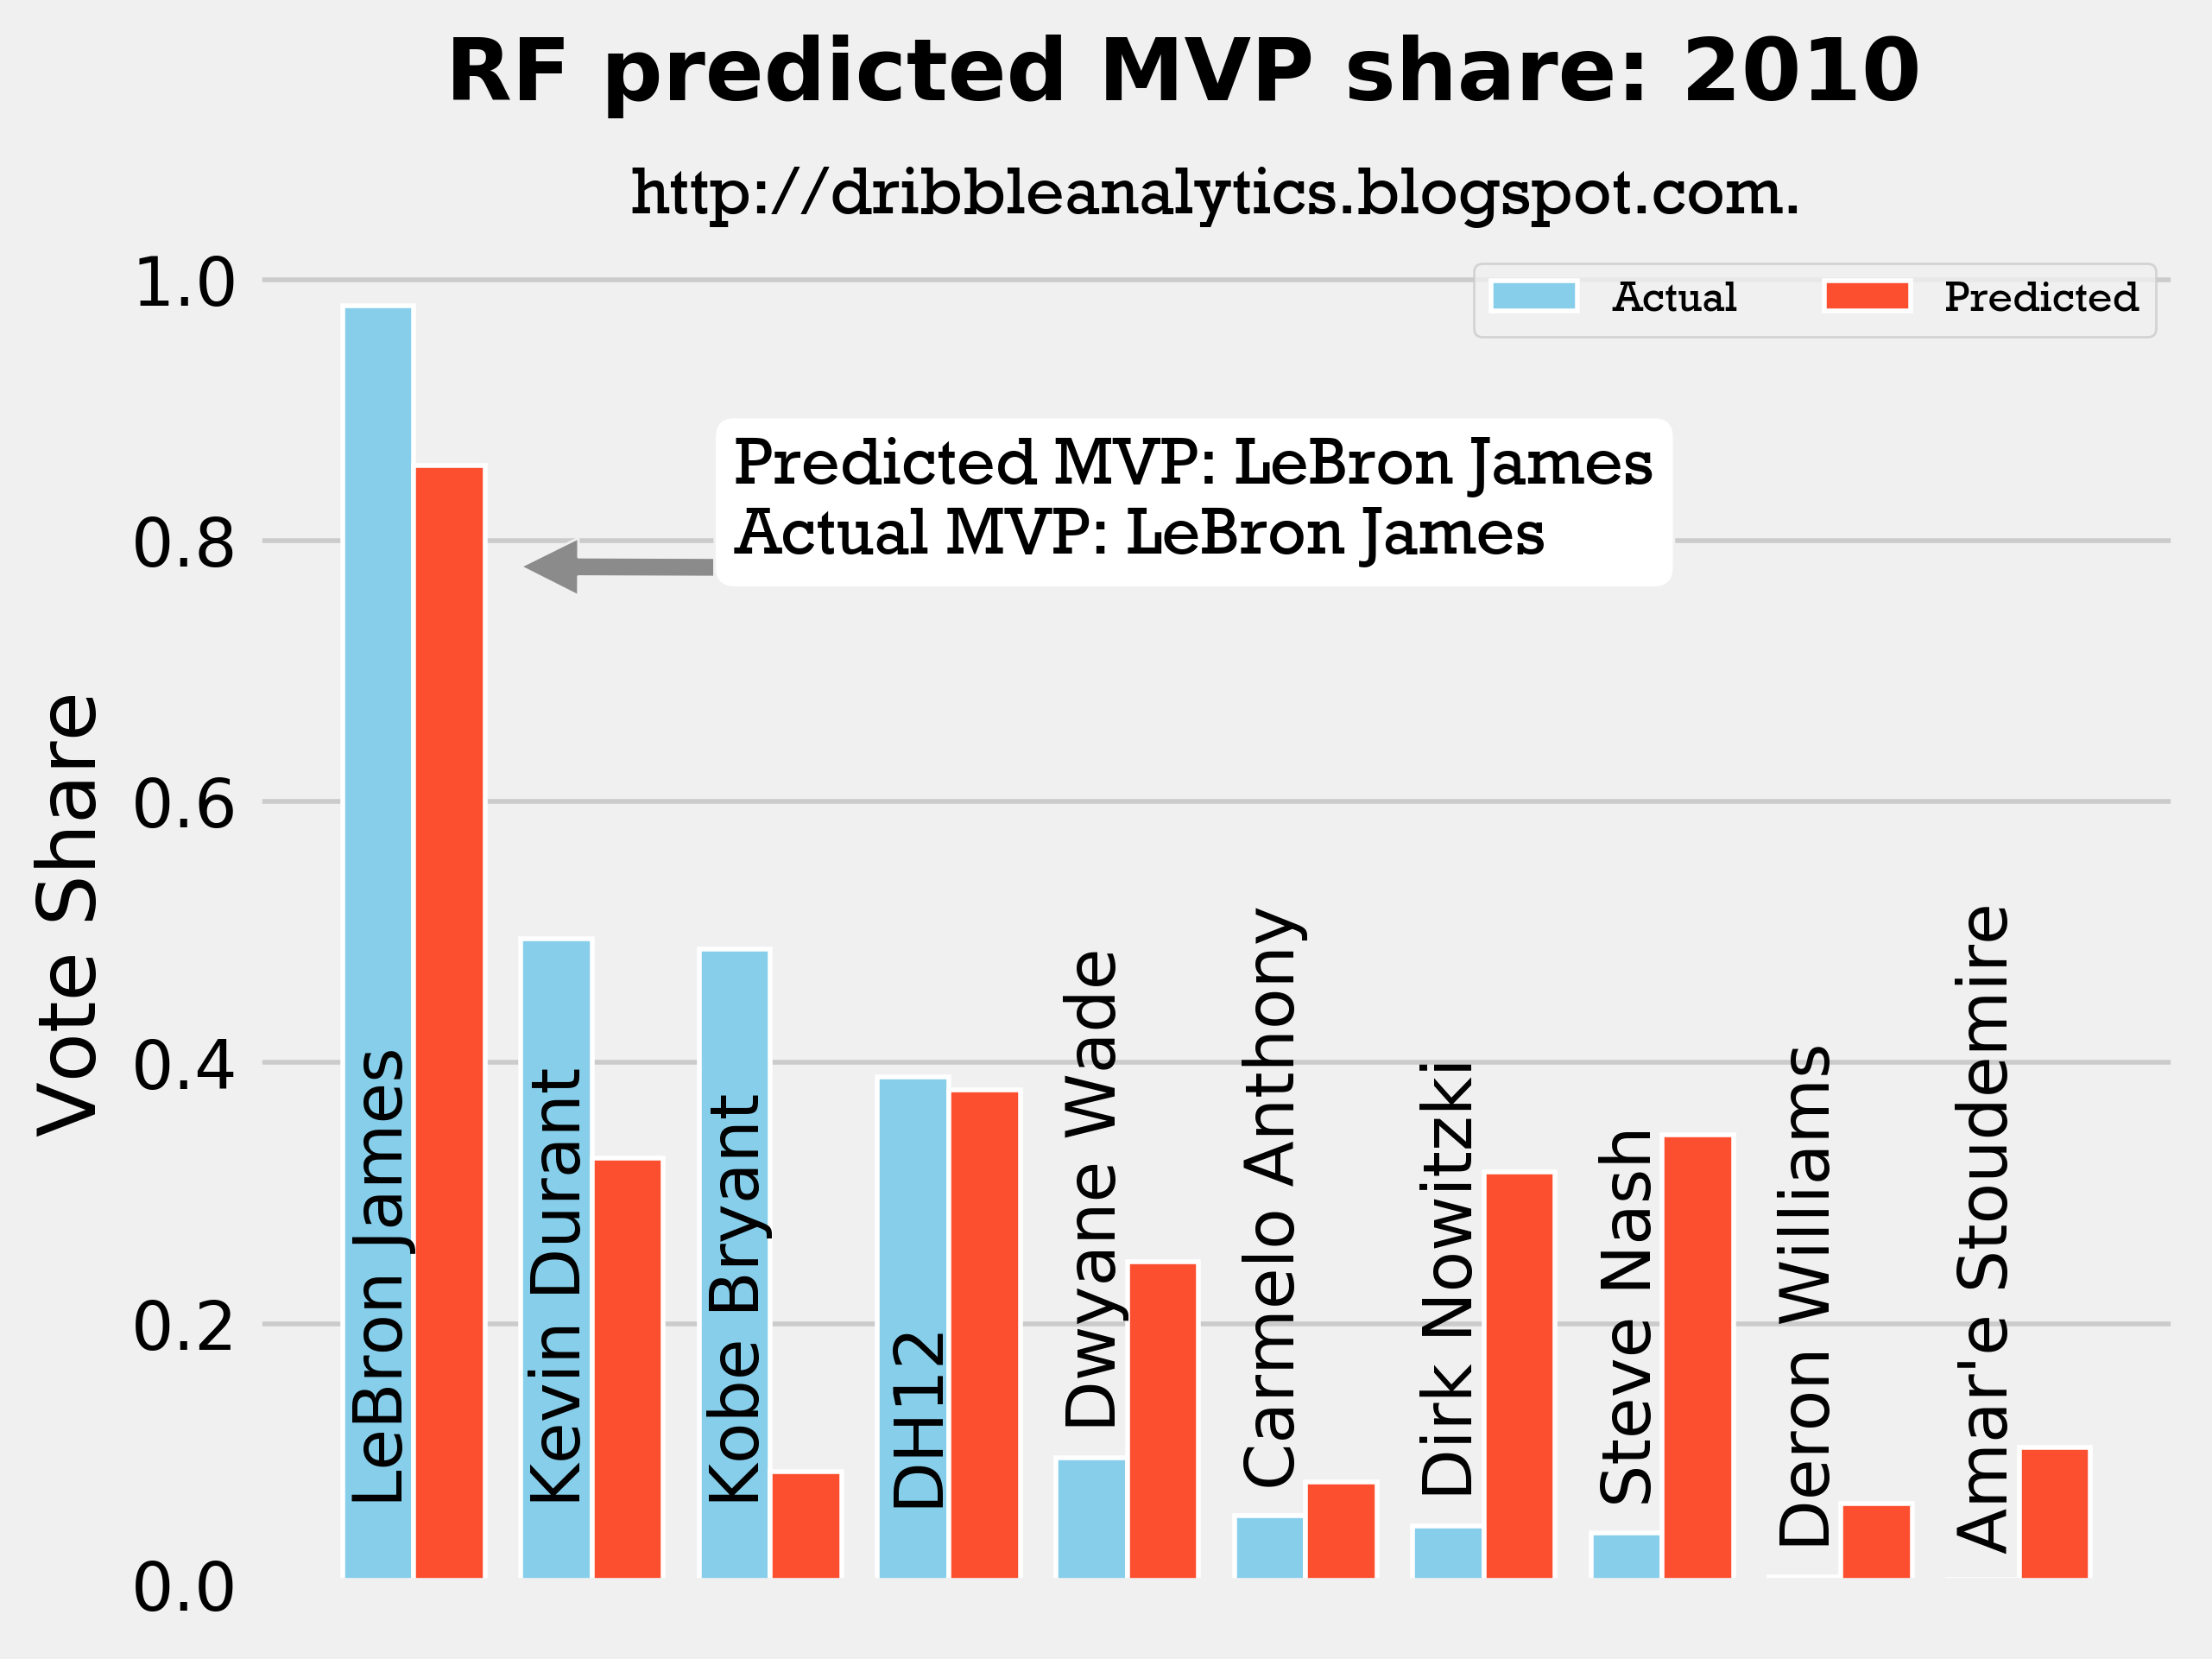 RF predicted MVP share: 2010
http://dribbleanalytics.blogspot.com.
Actual
Predicted
Predicted MVP: LeBron James
Actual MVP: LeBron James
Vote Share
1.0
0.8
0.6
0.4
0.2
0.0
LeBron James
Kevin Durant
Kobe Bryant
DH12
Dwyane Wade
Carmelo Anthony
Dirk Nowitzki
Steve Nash
Deron Williams
Amar'e Stoudemire